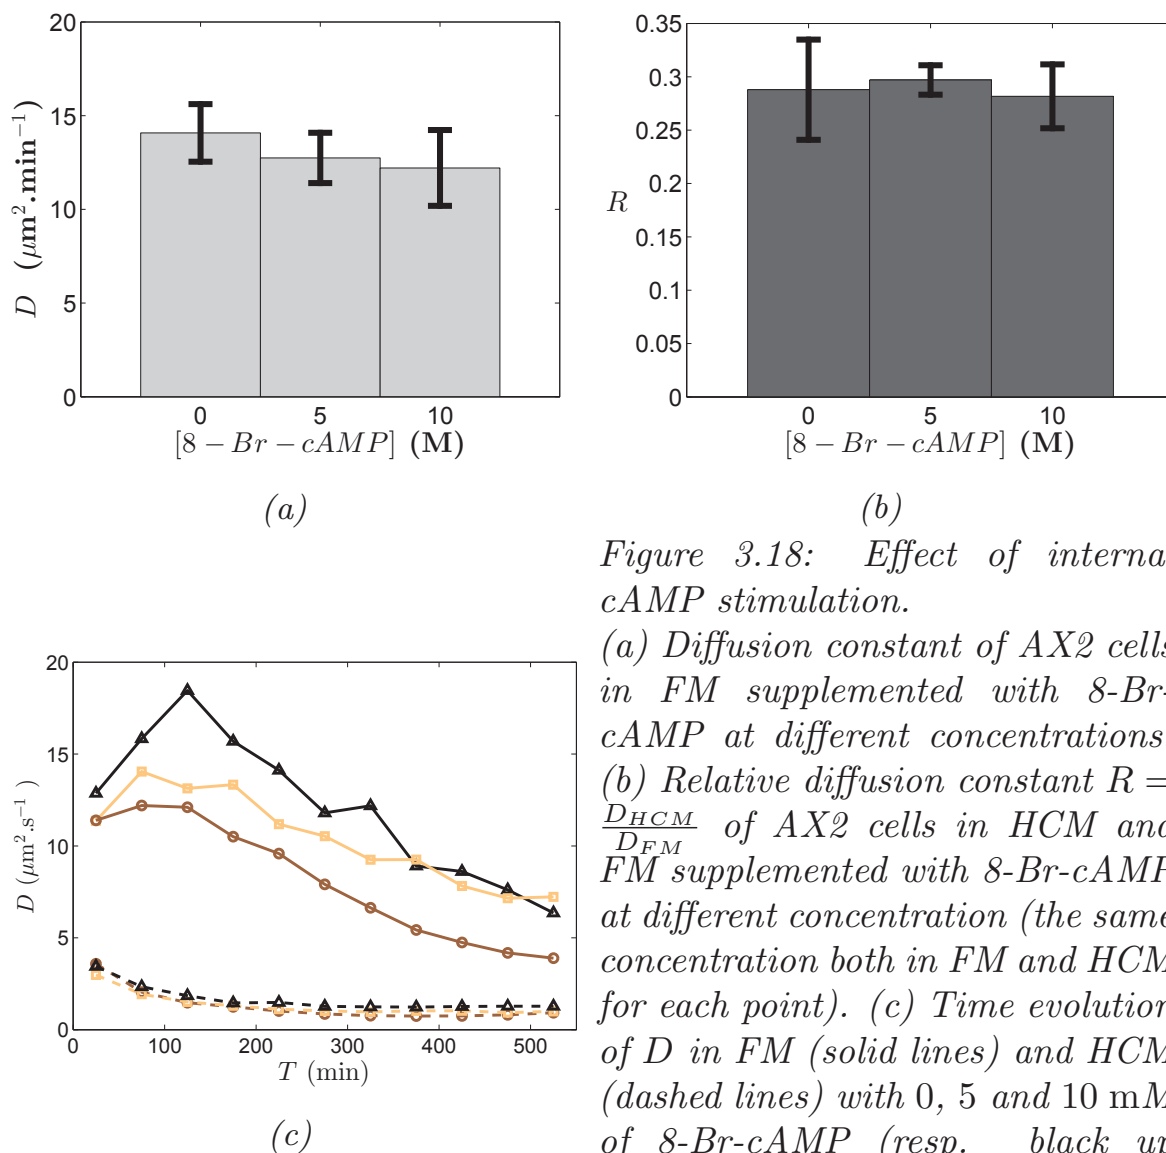 20
15
10
5
0
D (μm².min⁻¹)
0 5 10
[8 − Br − cAMP] (M)
(a)
0.35
0.3
0.25
0.2
0.15
0.1
0.05
0
R
0 5 10
[8 − Br − cAMP] (M)
(b)
20
15
10
5
0
D (μm².s⁻¹)
0 100 200 300 400 500
T (min)
(c)
Figure 3.18: Effect of interna
cAMP stimulation.
(a) Diffusion constant of AX2 cells
in FM supplemented with 8-Br-
cAMP at different concentrations
(b) Relative diffusion constant R =
D_HCM/D_FM of AX2 cells in HCM and
FM supplemented with 8-Br-cAMP
at different concentration (the same
concentration both in FM and HCM
for each point). (c) Time evolution
of D in FM (solid lines) and HCM
(dashed lines) with 0, 5 and 10 mM
of 8-Br-cAMP (resp. black up